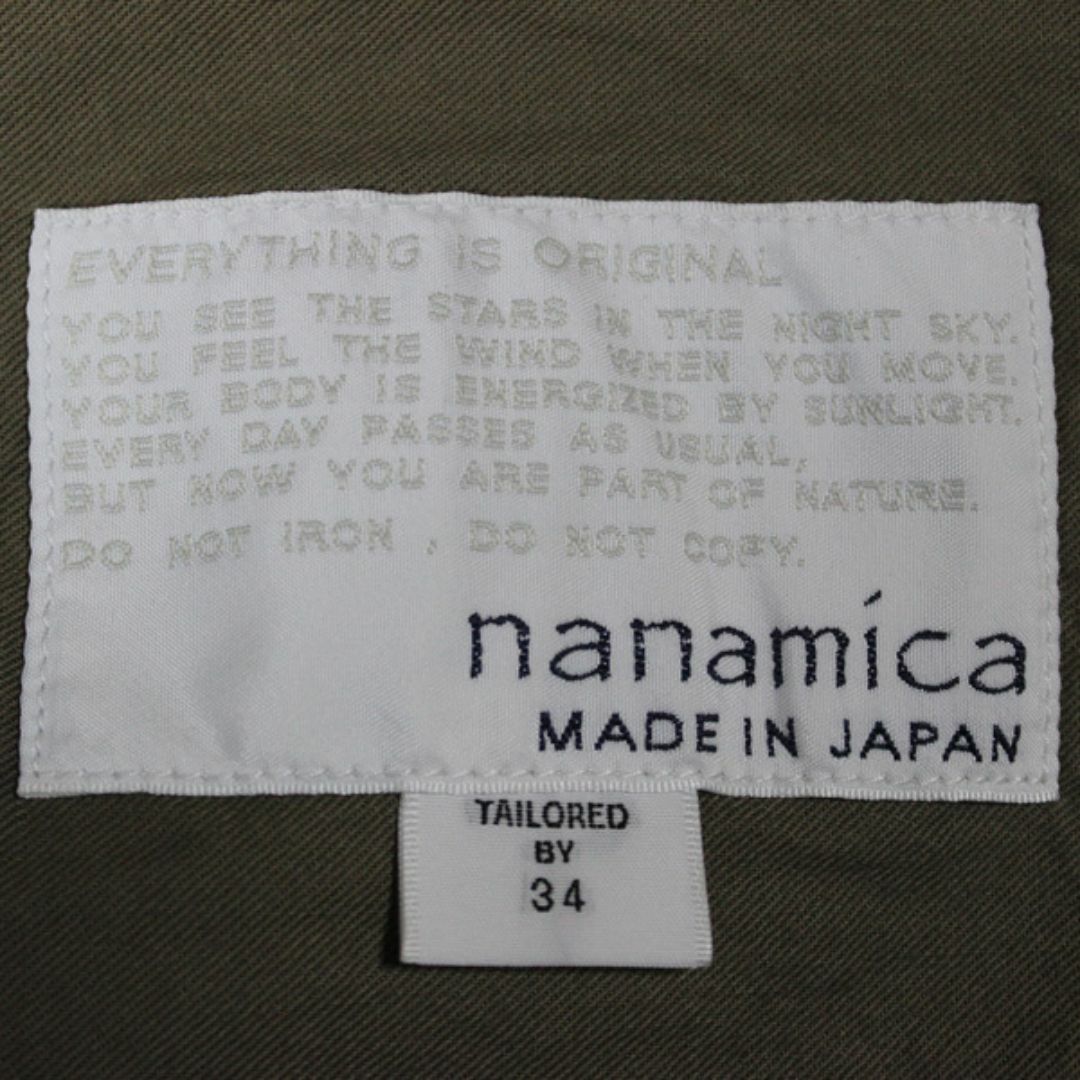 EVERYTHING IS ORIGINAL
YOU SEE THE STARS IN THE NIGHT SKY.
YOU FEEL THE WIND WHEN YOU MOVE.
YOUR BODY IS ENERGIZED BY SUNLIGHT.
EVERY DAY PASSES AS USUAL,
BUT NOW YOU ARE PART OF NATURE.
DO NOT IRON, DO NOT COPY.
nanamíca
MADE IN JAPAN
TAILORED
BY
34